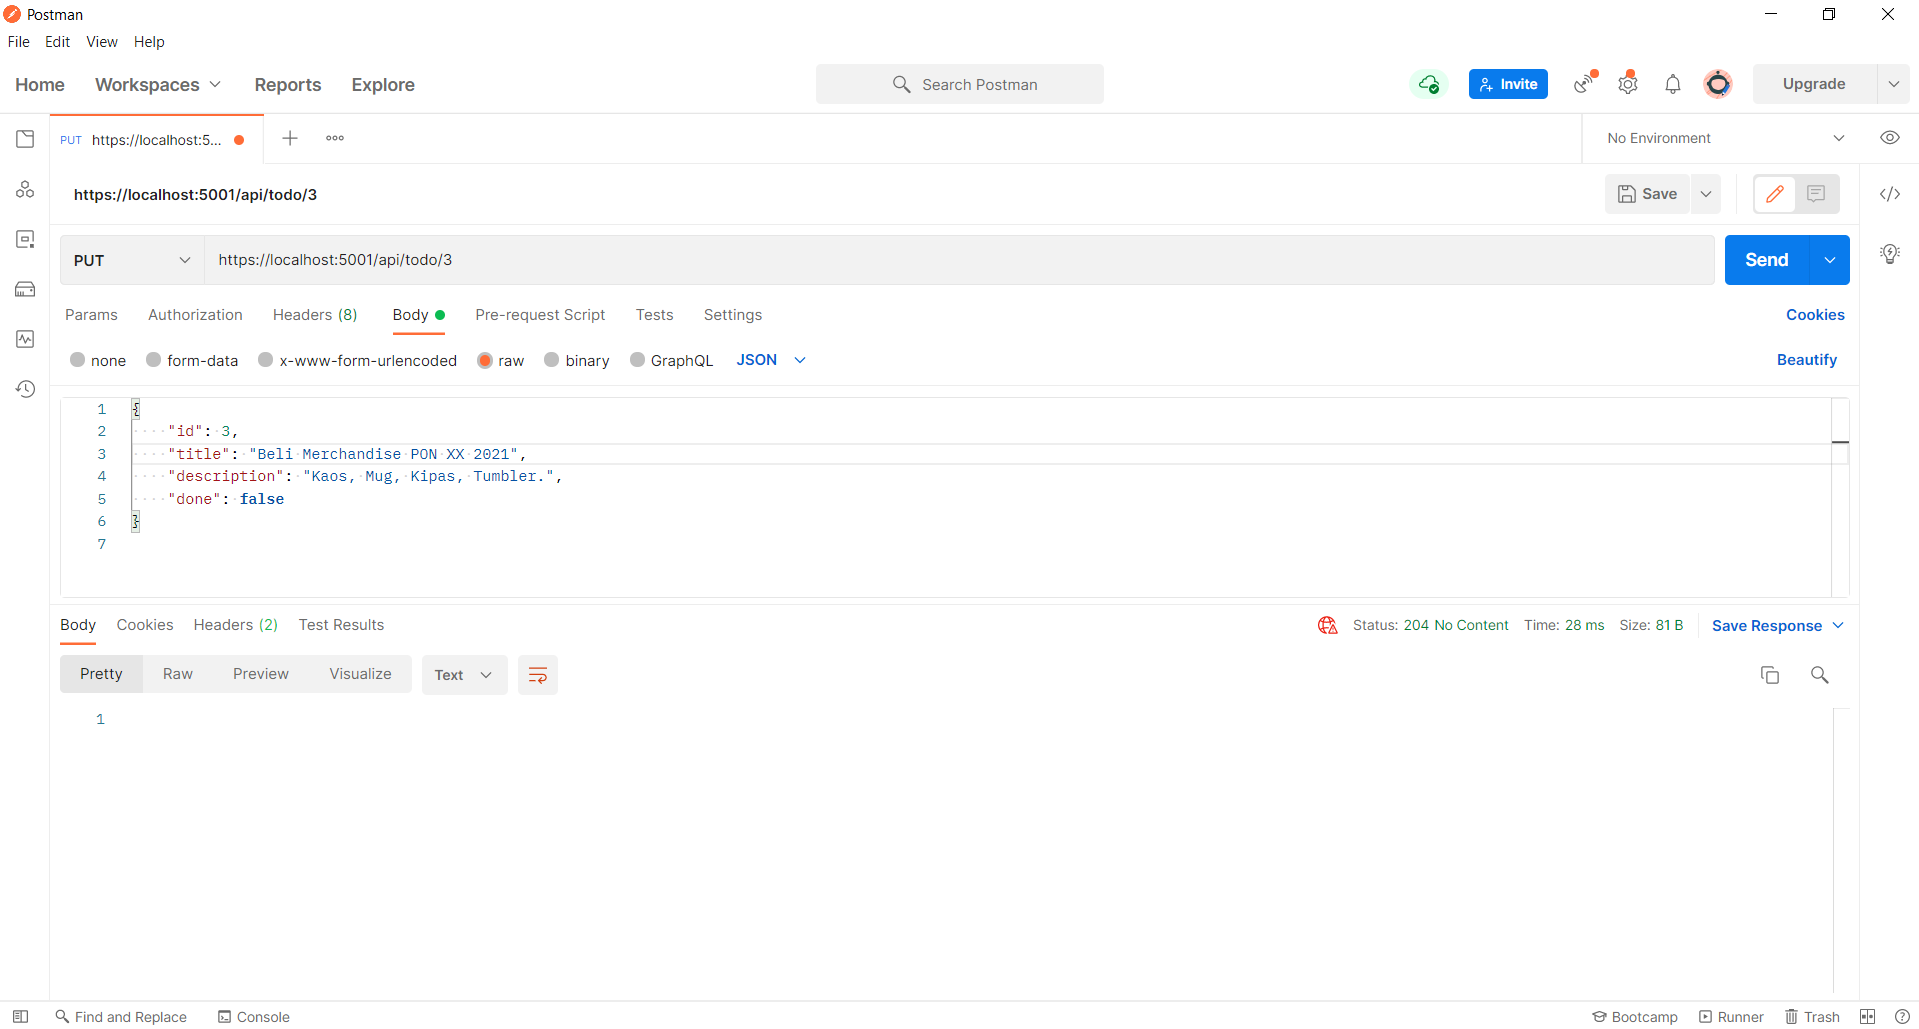 Postman
File Edit View Help
Home Workspaces Reports Explore Search Postman Invite Upgrade
PUT https://localhost:5... No Environment
https://localhost:5001/api/todo/3 Save
PUT https://localhost:5001/api/todo/3 Send
Params Authorization Headers (8) Body Pre-request Script Tests Settings Cookies
none form-data x-www-form-urlencoded raw binary GraphQL JSON Beautify
1 {
2 "id": 3,
3 "title": "Beli Merchandise PON XX 2021",
4 "description": "Kaos, Mug, Kipas, Tumbler.",
5 "done": false
6 }
7
Body Cookies Headers (2) Test Results Status: 204 No Content Time: 28 ms Size: 81 B Save Response
Pretty Raw Preview Visualize Text
1
Find and Replace Console Bootcamp Runner Trash